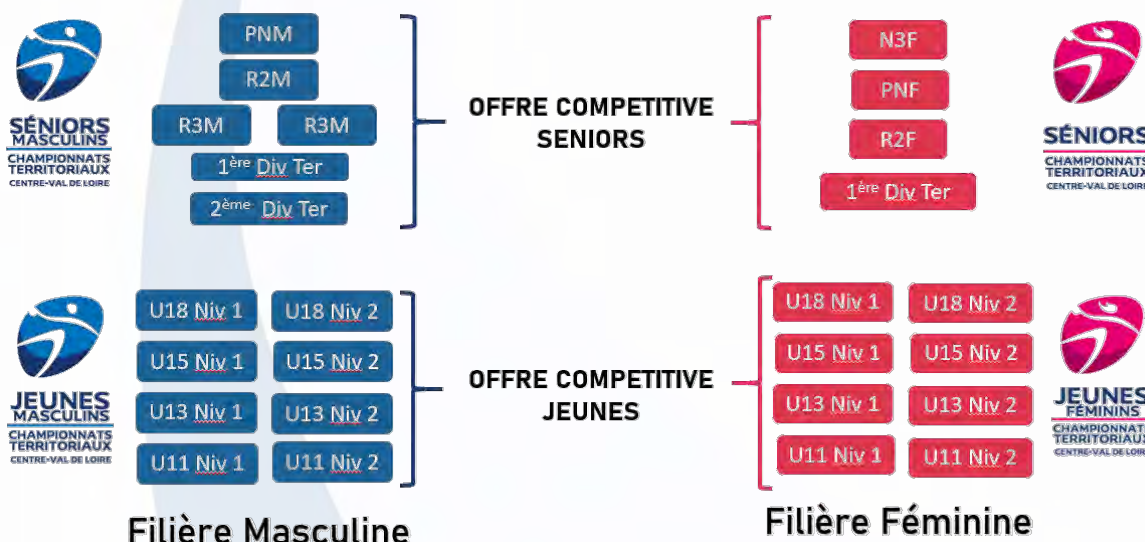 SÉNIORS
MASCULINS
CHAMPIONNATS
TERRITORIAUX
CENTRE-VAL DE LOIRE
PNM
R2M
R3M R3M
1ère Div Ter
2ème Div Ter
OFFRE COMPETITIVE
SENIORS
N3F
PNF
R2F
1ère Div Ter
SÉNIORS
CHAMPIONNATS
TERRITORIAUX
CENTRE-VAL DE LOIRE
JEUNES
MASCULINS
CHAMPIONNATS
TERRITORIAUX
CENTRE-VAL DE LOIRE
U18 Niv 1 U18 Niv 2
U15 Niv 1 U15 Niv 2
U13 Niv 1 U13 Niv 2
U11 Niv 1 U11 Niv 2
OFFRE COMPETITIVE
JEUNES
U18 Niv 1 U18 Niv 2
U15 Niv 1 U15 Niv 2
U13 Niv 1 U13 Niv 2
U11 Niv 1 U11 Niv 2
JEUNES
FÉMININS
CHAMPIONNATS
TERRITORIAUX
CENTRE-VAL DE LOIRE
Filière Masculine
Filière Féminine